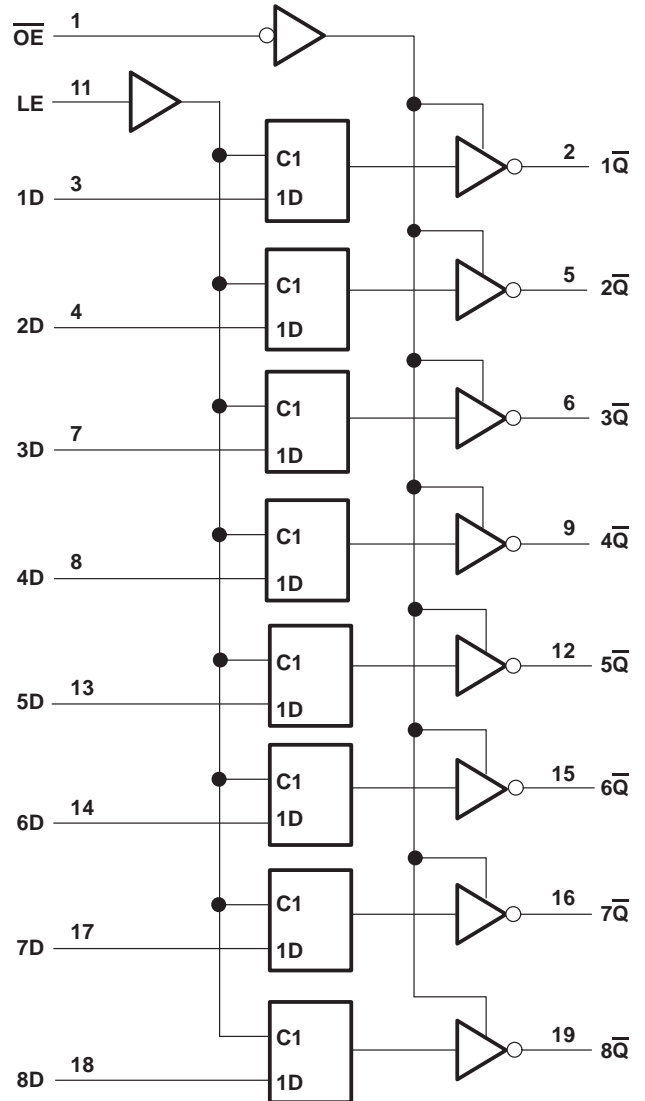 O̅E̅ 1
LE 11
C1
2 1Q̅
1D 3
1D
C1
5 2Q̅
2D 4
1D
C1
6 3Q̅
3D 7
1D
C1
9 4Q̅
4D 8
1D
C1
12 5Q̅
5D 13
1D
C1
15 6Q̅
6D 14
1D
C1
16 7Q̅
7D 17
1D
C1
19 8Q̅
8D 18
1D